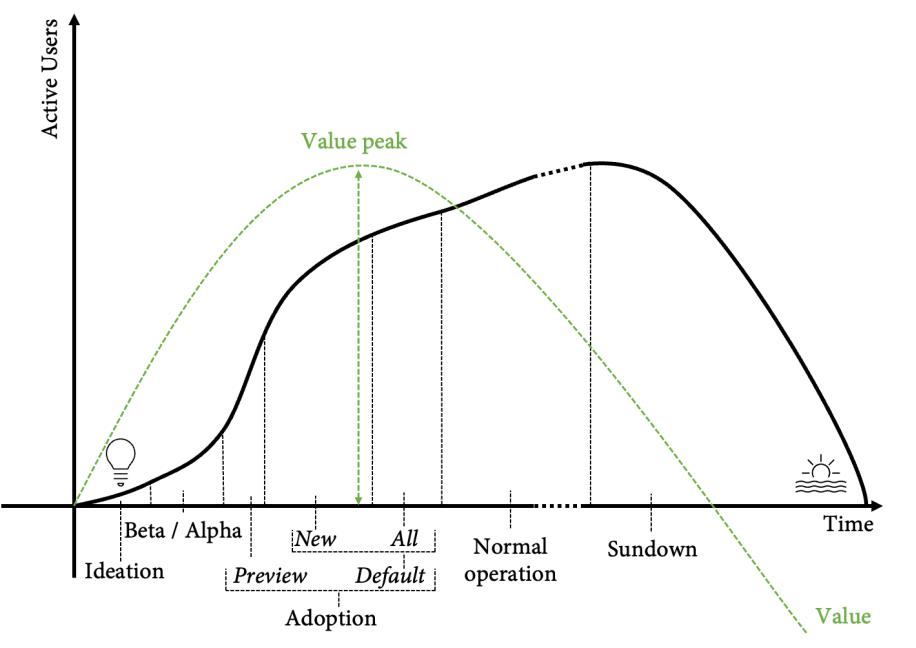 Active Users
Value peak
Time
Beta / Alpha
New
All
Normal
operation
Sundown
Ideation
Preview
Default
Adoption
Value